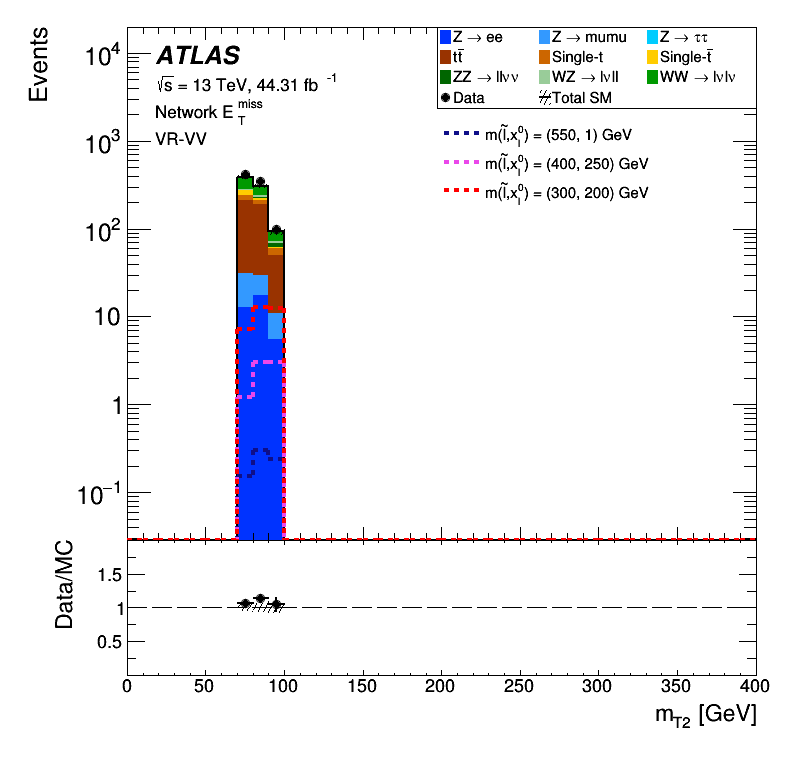 Events
10⁴
10³
10²
10
1
10⁻¹
ATLAS
√s = 13 TeV, 44.31 fb⁻¹
Network E_T^miss
VR-VV
Z → ee Z → mumu Z → ττ
tt̄ Single-t Single-t̄
ZZ → llνν WZ → lνll WW → lνlν
Data Total SM
m(l̃,x̃⁰₁) = (550, 1) GeV
m(l̃,x̃⁰₁) = (400, 250) GeV
m(l̃,x̃⁰₁) = (300, 200) GeV
Data/MC
1.5
1
0.5
0 50 100 150 200 250 300 350 400
m_T2 [GeV]